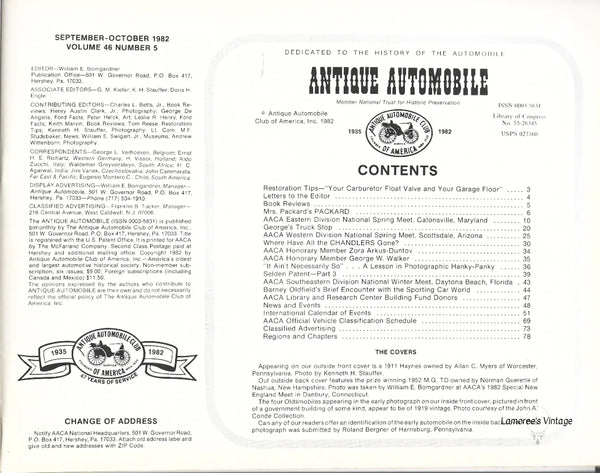 SEPTEMBER-OCTOBER 1982
VOLUME 46 NUMBER 5
EDITOR—William E. Bomgardner
Publication Office—501 W. Governor Road, P.O. Box 417,
Hershey, Pa. 17033.
ASSOCIATE EDITORS—G. M. Kiefer; K. H. Stauffer; Doris H.
Engle
CONTRIBUTING EDITORS—Charles L. Betts, Jr., Book Re-
views; Henry Austin Clark, Jr., Photography; George De
Angelis, Ford Facts; Peter Helck, Art; Leslie R. Henry, Ford
Facts; Keith Marvin, Book Reviews; Tom Reese, Restoration
Tips; Kenneth H. Stauffer, Photography; Lt. Com. M.F.
Studebaker, News; William E. Swigart, Jr., Museums; Andrew
Wittenborn, Photography.
CORRESPONDENTS—George L. Verhoeven, Belgium; Ernst
H. E. Richartz, Western Germany; H. Visser, Holland; Aldo
Zucchi, Italy; Waldemar Greyvensteyn, South Africa; H. C.
Agarwal, India; Jire Vanek, Czechoslovakia; John Cammarata,
Far East & Pacific; Eugenio Montero C., Chile, South America.
DISPLAY ADVERTISING—William E. Bomgardner, Manager—
Antique Automobile, 501 W. Governor Road, P.O. Box 417,
Hershey, Pa. 17033—Phone (717) 534-1910.
CLASSIFIED ADVERTISING—Franklin B. Tucker, Manager—
216 Central Avenue, West Caldwell, N.J. 07006.
The ANTIQUE AUTOMOBILE (ISSN 0003-5831) is published
bimonthly by The Antique Automobile Club of America, Inc.,
501 W. Governor Road, P.O. Box 417, Hershey, Pa. 17033. Title
is registered with the U.S. Patent Office. It is printed for AACA
by The McFarland Company. Second Class Postage paid at
Hershey and additional mailing office. Copyright 1982 by
Antique Automobile Club of America, Inc.—America's oldest
and largest automotive historical society. Non-member sub-
scription, six issues, $9.00; Foreign subscriptions (including
Canada and Mexico) $11.50.
The opinions expressed by the authors who contribute to
ANTIQUE AUTOMOBILE are their own and do not necessarily
reflect the official policy of The Antique Automobile Club of
America, Inc.
ANTIQUE AUTOMOBILE CLUB
1935 1982
OF AMERICA
47 YEARS OF SERVICE
CHANGE OF ADDRESS
Notify AACA National Headquarters, 501 W. Governor Road,
P.O. Box 417, Hershey, Pa. 17033. Attach old address label and
give old and new addresses with ZIP Code.
DEDICATED TO THE HISTORY OF THE AUTOMOBILE
ANTIQUE AUTOMOBILE
Member National Trust for Historic Preservation
© Antique Automobile
Club of America, Inc. 1982
ISSN 0003-5831
Library of Congress
No. 55-26345
USPS 027160
ANTIQUE AUTOMOBILE CLUB
1935 1982
OF AMERICA
CONTENTS
Restoration Tips—"Your Carburetor Float Valve and Your Garage Floor" ..... 3
Letters to the Editor ..... 4
Book Reviews ..... 5
Mrs. Packard's PACKARD ..... 6
AACA Eastern Division National Spring Meet, Catonsville, Maryland ..... 10
George's Truck Stop ..... 20
AACA Western Division National Spring Meet, Scottsdale, Arizona ..... 25
Where Have All the CHANDLERS Gone? ..... 30
AACA Honorary Member Zora Arkus-Duntov ..... 34
AACA Honorary Member George W. Walker ..... 35
"It Ain't Necessarily So" . . . A Lesson in Photographic Hanky-Panky ..... 36
Selden Patent—Part 3 ..... 39
AACA Southeastern Division National Winter Meet, Daytona Beach, Florida .. 43
Barney Oldfield's Brief Encounter with the Sporting Car World ..... 44
AACA Library and Research Center Building Fund Donors ..... 47
News and Events ..... 48
International Calendar of Events ..... 51
AACA Official Vehicle Classification Schedule ..... 69
Classified Advertising ..... 73
Regions and Chapters ..... 78
THE COVERS
Appearing on our outside front cover is a 1911 Haynes owned by Allan C. Myers of Worcester,
Pennsylvania. Photo by Kenneth H. Stauffer.
Out outside back cover features the prize winning 1952 M.G. TD owned by Norman Guerette of
Nashua, New Hampshire. Photo was taken by William E. Bomgardner at AACA's 1982 Special New
England Meet in Danbury, Connecticut.
The four Oldsmobiles appearing in the early photograph on our inside front cover, pictured in front
of a government building of some kind, appear to be of 1919 vintage. Photo courtesy of the John A.
Conde Collection.
Can any of our readers offer an identification of the early automobile on the inside back
photograph was submitted by Roland Bergner of Harrisburg, Pennsylvania.
Lamoree's Vintage